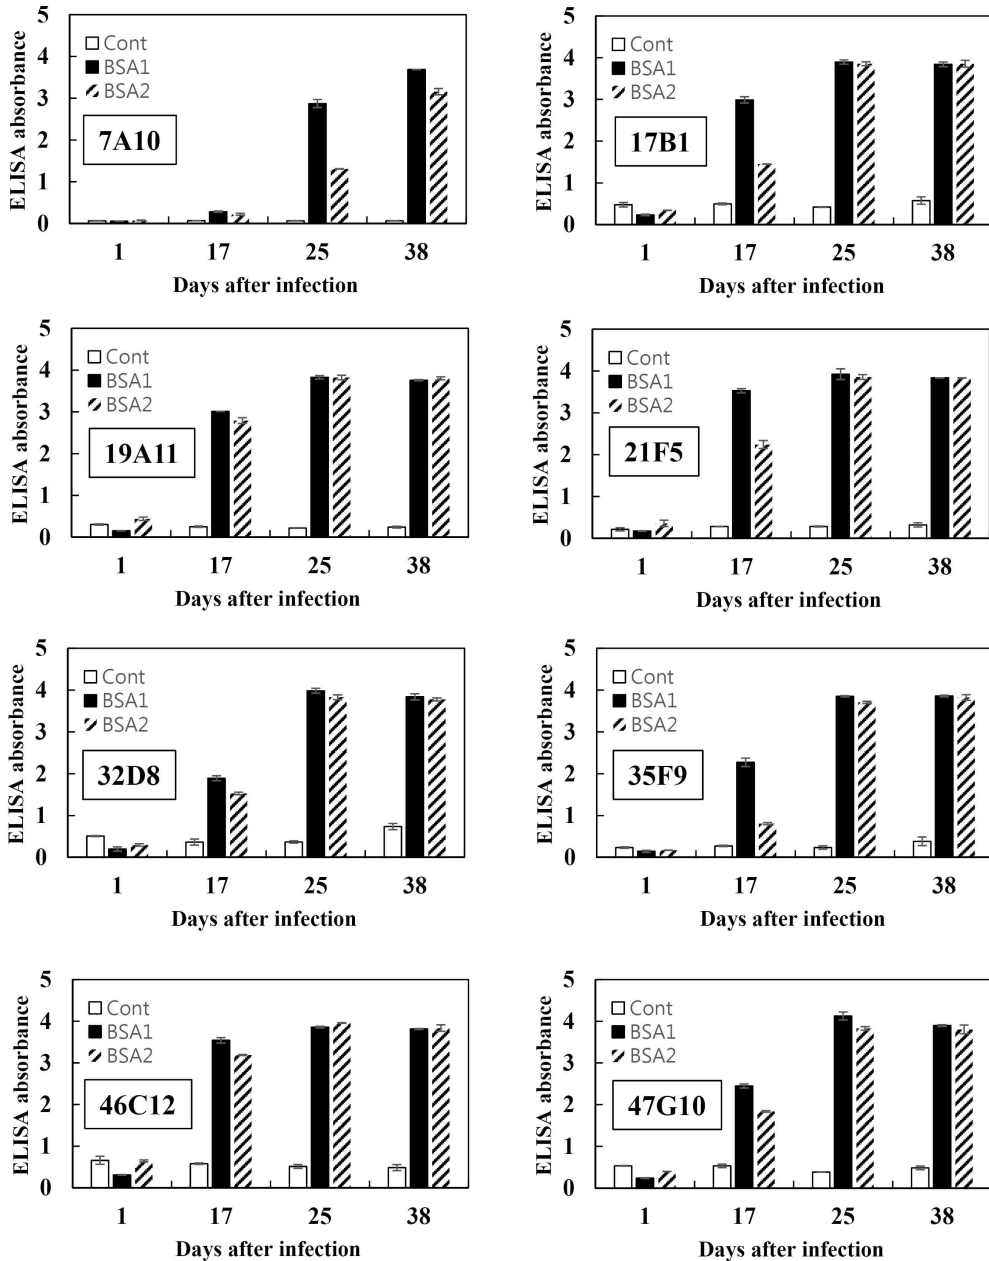 5
4
3
2
1
0
ELISA absorbance
Cont
BSA1
BSA2
7A10
1 17 25 38
Days after infection
5
4
3
2
1
0
ELISA absorbance
Cont
BSA1
BSA2
17B1
1 17 25 38
Days after infection
5
4
3
2
1
0
ELISA absorbance
Cont
BSA1
BSA2
19A11
1 17 25 38
Days after infection
5
4
3
2
1
0
ELISA absorbance
Cont
BSA1
BSA2
21F5
1 17 25 38
Days after infection
5
4
3
2
1
0
ELISA absorbance
Cont
BSA1
BSA2
32D8
1 17 25 38
Days after infection
5
4
3
2
1
0
ELISA absorbance
Cont
BSA1
BSA2
35F9
1 17 25 38
Days after infection
5
4
3
2
1
0
ELISA absorbance
Cont
BSA1
BSA2
46C12
1 17 25 38
Days after infection
5
4
3
2
1
0
ELISA absorbance
Cont
BSA1
BSA2
47G10
1 17 25 38
Days after infection